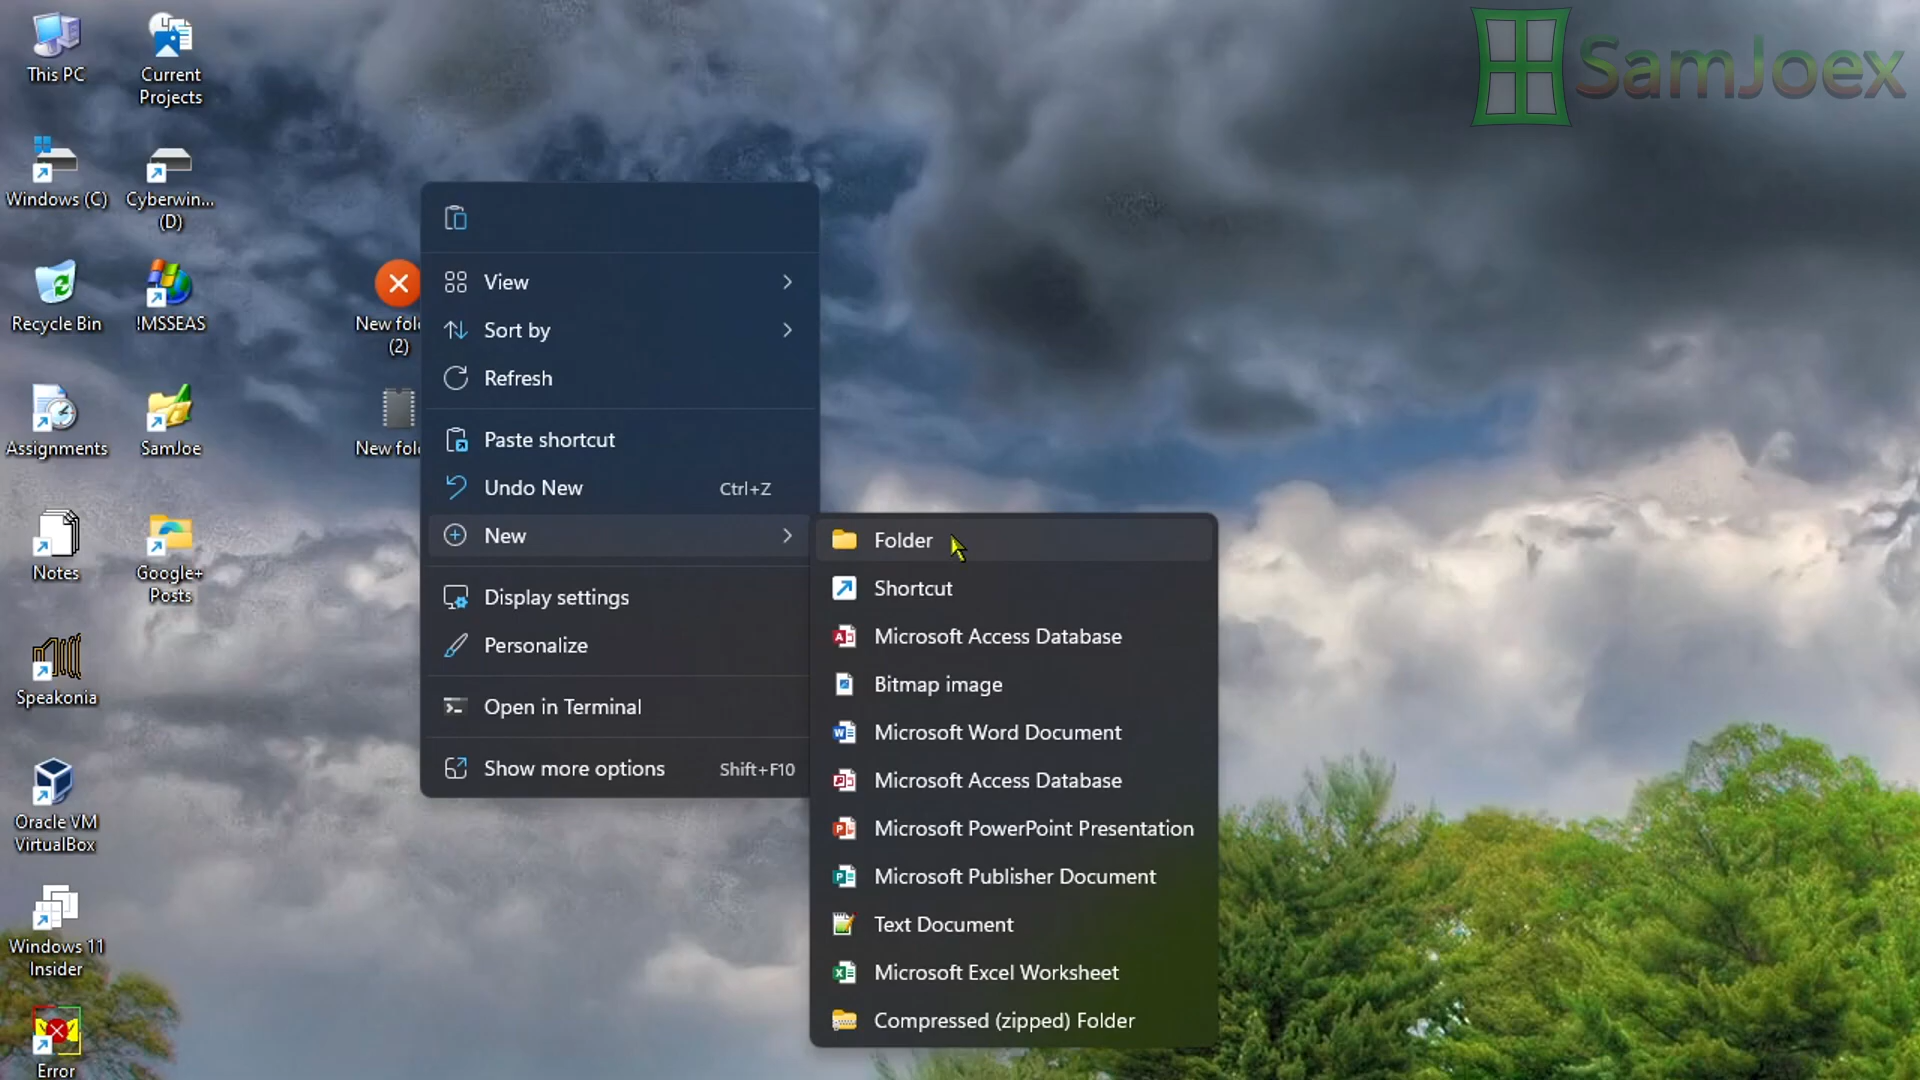 This PC
Current
Projects
Windows (C)
Cyberwin...
(D)
Recycle Bin
!MSSEAS
New fol
(2)
Assignments
SamJoe
New fol
Notes
Google+
Posts
Speakonia
Oracle VM
VirtualBox
Windows 11
Insider
Error
View
Sort by
Refresh
Paste shortcut
Undo New Ctrl+Z
New
Display settings
Personalize
Open in Terminal
Show more options Shift+F10
Folder
Shortcut
Microsoft Access Database
Bitmap image
Microsoft Word Document
Microsoft Access Database
Microsoft PowerPoint Presentation
Microsoft Publisher Document
Text Document
Microsoft Excel Worksheet
Compressed (zipped) Folder
SamJoex